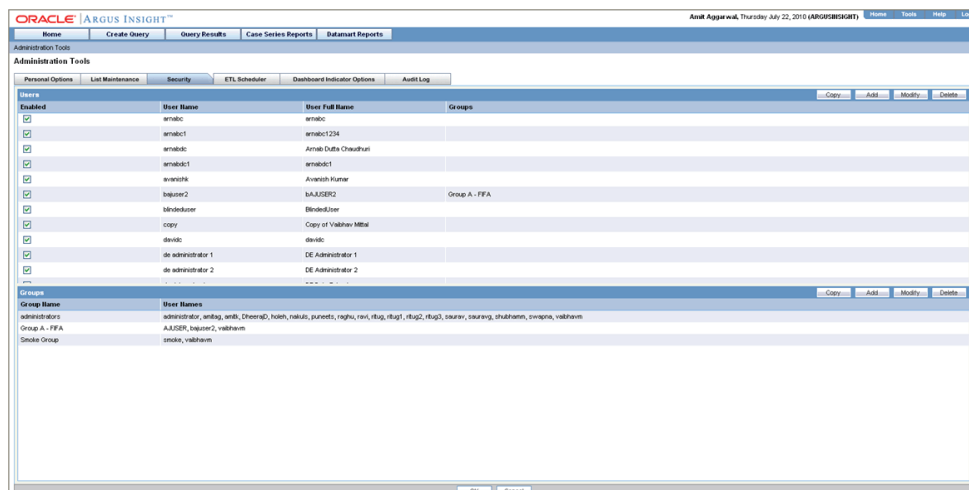 ORACLE ARGUS INSIGHT™
Amit Aggarwal, Thursday July 22, 2010 (ARGUSINSIGHT) Home Tools Help
Home Create Query Query Results Case Series Reports Datamart Reports
Administration Tools
Administration Tools
Personal Options List Maintenance Security ETL Scheduler Dashboard Indicator Options Audit Log
Users Copy Add Modify Delete
Enabled User Name User Full Name Groups
arnabc arnabc
arnabc1 arnabc1234
arnabdc Arnab Dutta Chaudhuri
arnabdc1 arnabdc1
avanishk Avanish Kumar
bajuser2 bAJUSER2 Group A - FIFA
blindeduser BlindedUser
copy Copy of Vaibhav Mittal
davidc davidc
de administrator 1 DE Administrator 1
de administrator 2 DE Administrator 2
Groups Copy Add Modify Delete
Group Name User Names
administrators administrator, amitag, amitk, DheerajD, holeh, nakuls, puneets, raghu, ravi, ritug, ritug1, ritug2, ritug3, saurav, sauravg, shubhamn, swapna, vaibhavm
Group A - FIFA AJUSER, bajuser2, vaibhavm
Smoke Group smoke, vaibhavm